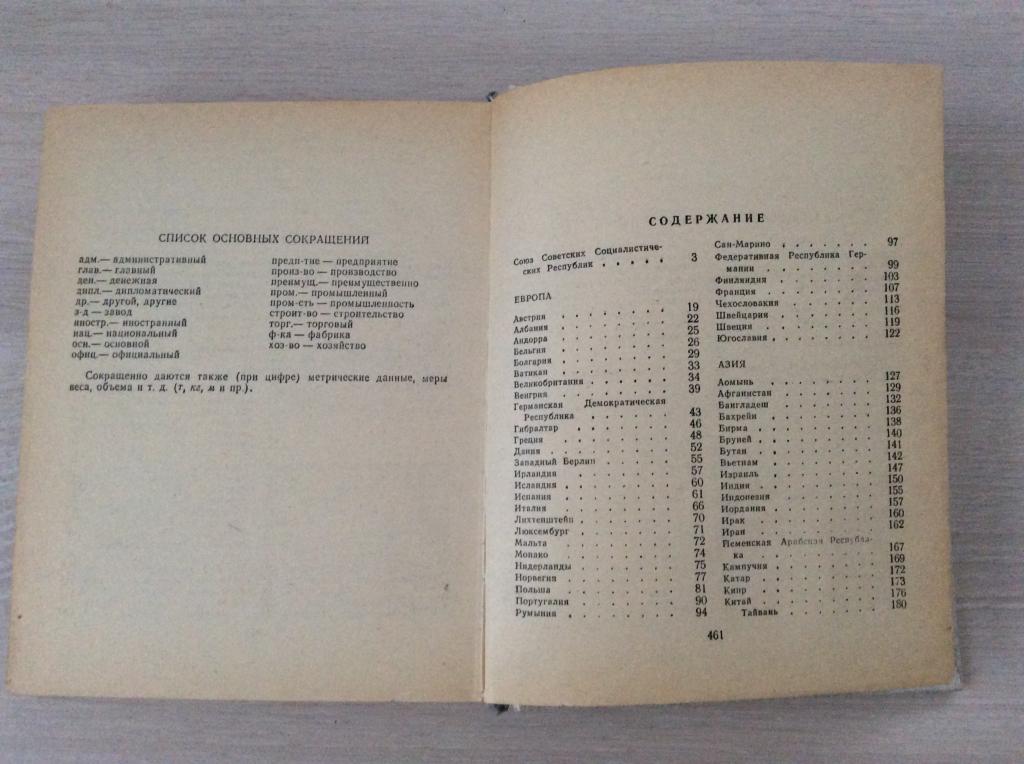 СПИСОК ОСНОВНЫХ СОКРАЩЕНИЙ
адм.— административный
глав.— главный
ден.— денежная
дипл.— дипломатический
др.— другой, другие
з-д — завод
иностр.— иностранный
нац.— национальный
осн.— основной
офиц.— официальный
предп-тие — предприятие
произ-во — производство
преимущ.— преимущественно
пром.— промышленный
пром-сть — промышленность
строит-во — строительство
торг.— торговый
ф-ка — фабрика
хоз-во — хозяйство
Сокращенно даются также (при цифре) метрические данные, меры
веса, объема и т. д. (т, кг, м и пр.).
СОДЕРЖАНИЕ
Союз Советских Социалистиче-
ских Республик . . . . . 3
ЕВРОПА
Австрия . . . . . . . 19
Албания . . . . . . . 22
Андорра . . . . . . . 25
Бельгия . . . . . . . 26
Болгария . . . . . . . 29
Ватикан . . . . . . . 33
Великобритания . . . . . 34
Венгрия . . . . . . . 39
Германская Демократическая
Республика . . . . . . 43
Гибралтар . . . . . . 46
Греция . . . . . . . 48
Дания . . . . . . . 52
Западный Берлин . . . . . 55
Ирландия . . . . . . 57
Исландия . . . . . . . 60
Испания . . . . . . . 61
Италия . . . . . . . 66
Лихтенштейн . . . . . . 70
Люксембург . . . . . . 71
Мальта . . . . . . . 72
Монако . . . . . . . 74
Нидерланды . . . . . . 75
Норвегия . . . . . . . 77
Польша . . . . . . . 81
Португалия . . . . . . 90
Румыния . . . . . . . 94
Сан-Марино . . . . . . 97
Федеративная Республика Гер-
мании . . . . . . . 99
Финляндия . . . . . . 103
Франция . . . . . . . 107
Чехословакия . . . . . . 113
Швейцария . . . . . . 116
Швеция . . . . . . . 119
Югославия . . . . . . 122
АЗИЯ
Аомынь . . . . . . . 127
Афганистан . . . . . . 129
Бангладеш . . . . . . 132
Бахрейн . . . . . . . 136
Бирма . . . . . . . 138
Бруней . . . . . . . 140
Бутан . . . . . . . 141
Вьетнам . . . . . . . 142
Израиль . . . . . . . 147
Индия . . . . . . . 150
Индонезия . . . . . . 155
Иордания . . . . . . 157
Ирак . . . . . . . 160
Иран . . . . . . . 162
Йеменская Арабская Республи-
ка . . . . . . . 167
Кампучия . . . . . . 169
Катар . . . . . . . 172
Кипр . . . . . . . 173
Китай . . . . . . . 176
Тайвань . . . . . . 180
461